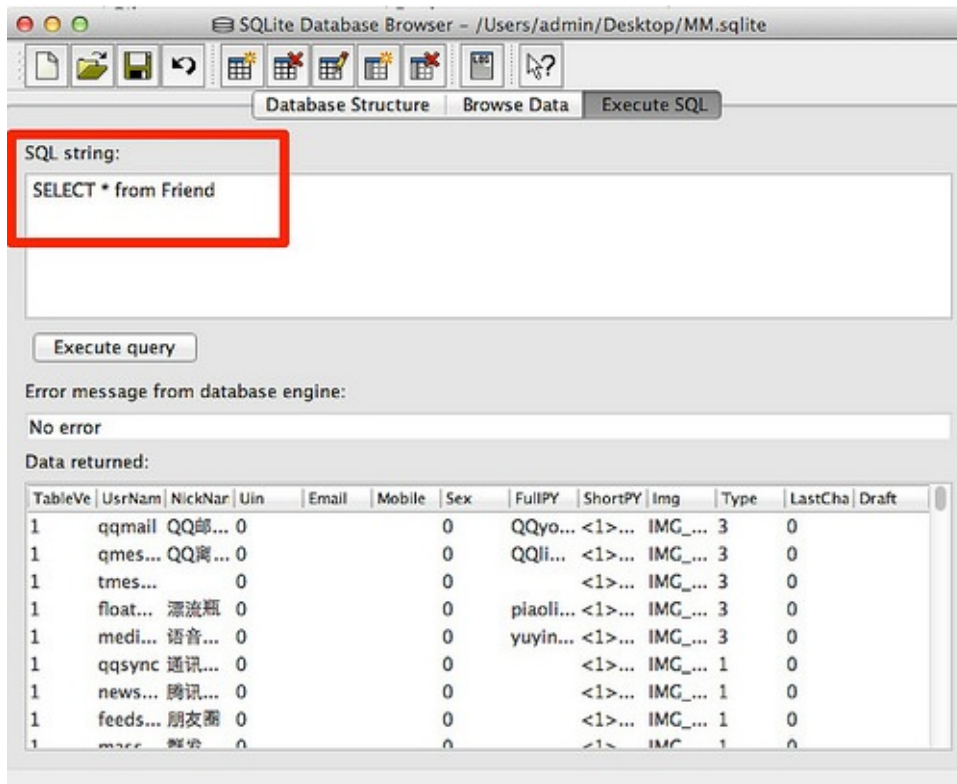 SQLite Database Browser – /Users/admin/Desktop/MM.sqlite
LOG
?
Database Structure Browse Data Execute SQL
SQL string:
SELECT * from Friend
Execute query
Error message from database engine:
No error
Data returned:
TableVe UsrNam NickNar Uin Email Mobile Sex FullPY ShortPY Img Type LastCha Draft
1 qqmail QQ邮... 0 0 QQyo... <1>... IMG_... 3 0
1 qmes... QQ离... 0 0 QQli... <1>... IMG_... 3 0
1 tmes... 0 0 <1>... IMG_... 3 0
1 float... 漂流瓶 0 0 piaoli... <1>... IMG_... 3 0
1 medi... 语音... 0 0 yuyin... <1>... IMG_... 3 0
1 qqsync 通讯... 0 0 <1>... IMG_... 1 0
1 news... 腾讯... 0 0 <1>... IMG_... 1 0
1 feeds... 朋友圈 0 0 <1>... IMG_... 1 0